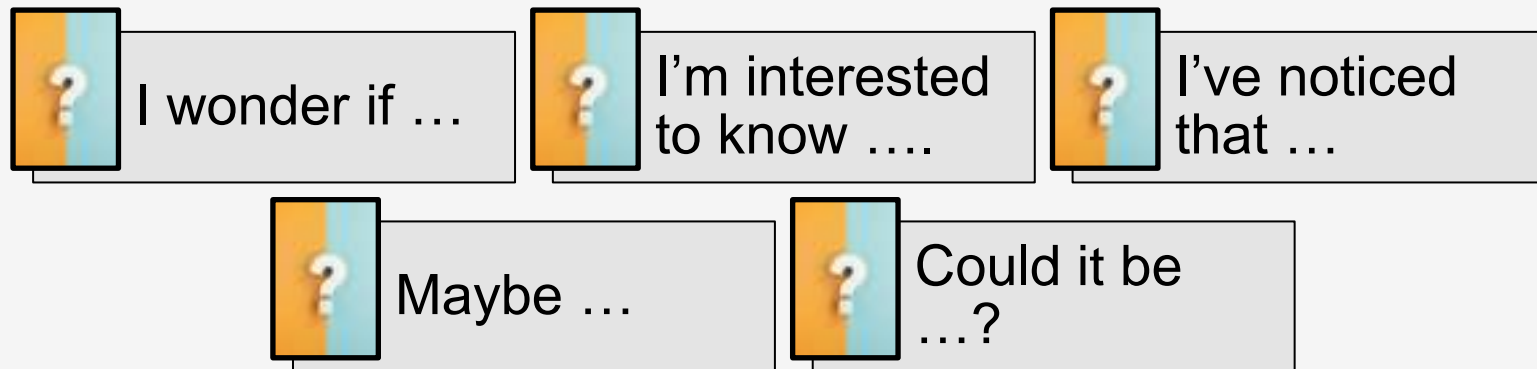 I wonder if …
I’m interested
to know ….
I’ve noticed
that …
Maybe …
Could it be
…?